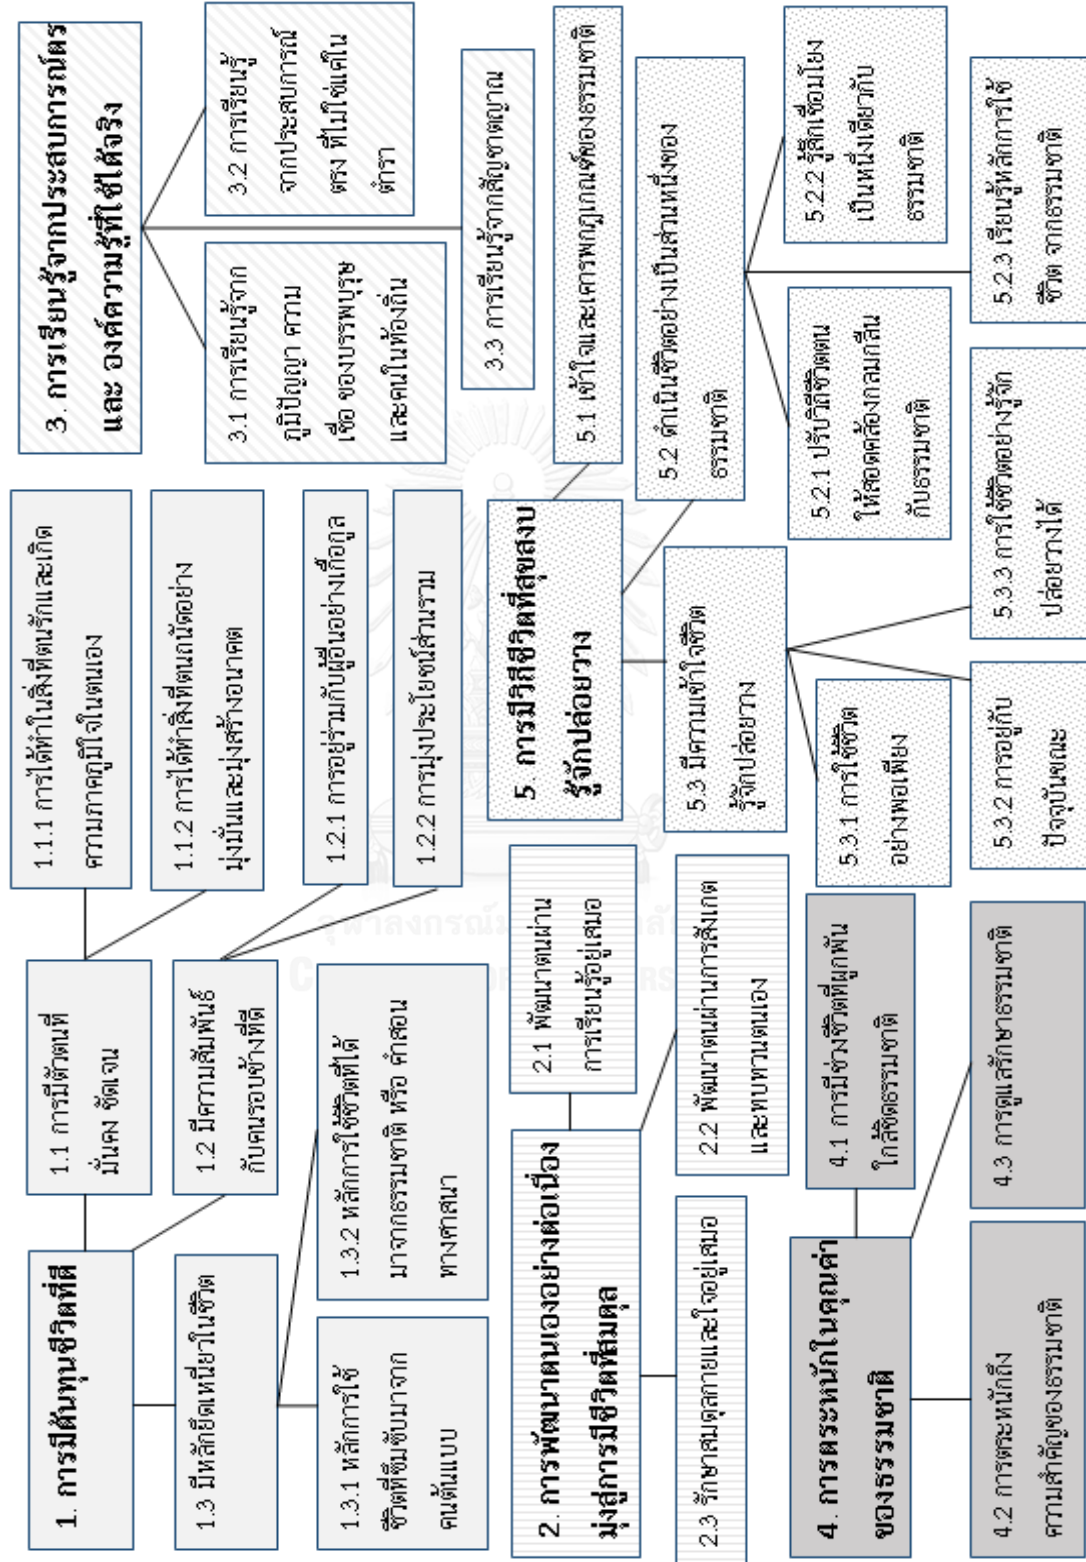 1. การมีต้นทุนชีวิตที่ดี
1.1 การมีตัวตนที่
มั่นคง ชัดเจน
1.1.1 การได้ทำในสิ่งที่ตนรักและเกิด
ความภาคภูมิใจในตนเอง
1.1.2 การได้ทำสิ่งที่ตนถนัดอย่าง
มุ่งมั่นและมุ่งสร้างอนาคต
1.2 มีความสัมพันธ์
กับคนรอบข้างที่ดี
1.2.1 การอยู่ร่วมกับผู้อื่นอย่างเกื้อกูล
1.2.2 การมุ่งประโยชน์ส่วนรวม
1.3 มีหลักยึดเหนี่ยวในชีวิต
1.3.1 หลักการใช้
ชีวิตที่ซึมซับมาจาก
คนต้นแบบ
1.3.2 หลักการใช้ชีวิตที่ได้
มาจากธรรมชาติ หรือ คำสอน
ทางศาสนา
2. การพัฒนาตนเองอย่างต่อเนื่อง
มุ่งสู่การมีชีวิตที่สมดุล
2.1 พัฒนาตนผ่าน
การเรียนรู้อยู่เสมอ
2.2 พัฒนาตนผ่านการสังเกต
และทบทวนตนเอง
2.3 รักษาสมดุลกายและใจอยู่เสมอ
3. การเรียนรู้จากประสบการณ์ตร
และ องค์ความรู้ที่ใช้ได้จริง
3.1 การเรียนรู้จาก
ภูมิปัญญา ความ
เชื่อ ของบรรพบุรุษ
และคนในท้องถิ่น
3.2 การเรียนรู้
จากประสบการณ์
ตรง ที่ไม่ใช่แค่ใน
ตำรา
3.3 การเรียนรู้จากสัญชาตญาณ
4. การตระหนักในคุณค่า
ของธรรมชาติ
4.1 การมีช่วงชีวิตที่ผูกพัน
ใกล้ชิดธรรมชาติ
4.2 การตระหนักถึง
ความสำคัญของธรรมชาติ
4.3 การดูแลรักษาธรรมชาติ
5. การมีวิถีชีวิตที่สุขสงบ
รู้จักปล่อยวาง
5.1 เข้าใจและเคารพกฎเกณฑ์ของธรรมชาติ
5.2 ดำเนินชีวิตอย่างเป็นส่วนหนึ่งของ
ธรรมชาติ
5.2.1 ปรับวิถีชีวิตตน
ให้สอดคล้องกลมกลืน
กับธรรมชาติ
5.2.2 รู้สึกเชื่อมโยง
เป็นหนึ่งเดียวกับ
ธรรมชาติ
5.2.3 เรียนรู้หลักการใช้
ชีวิต จากธรรมชาติ
5.3 มีความเข้าใจชีวิต
รู้จักปล่อยวาง
5.3.1 การใช้ชีวิต
อย่างพอเพียง
5.3.2 การอยู่กับ
ปัจจุบันขณะ
5.3.3 การใช้ชีวิตอย่างรู้จัก
ปล่อยวางได้